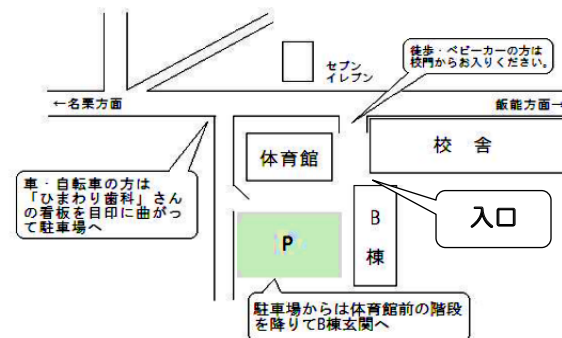 セブン
イレブン
徒歩・ベビーカーの方は
校門からお入りください。
←名栗方面
飯能方面→
体育館
校 舎
車・自転車の方は
「ひまわり歯科」さん
の看板を目印に曲がっ
て駐車場へ
B
棟
入口
P
駐車場からは体育館前の階段
を降りてB棟玄関へ